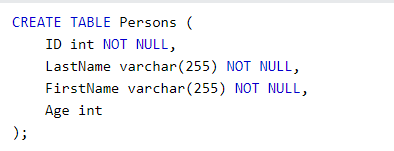 CREATE TABLE Persons (
    ID int NOT NULL,
    LastName varchar(255) NOT NULL,
    FirstName varchar(255) NOT NULL,
    Age int
);